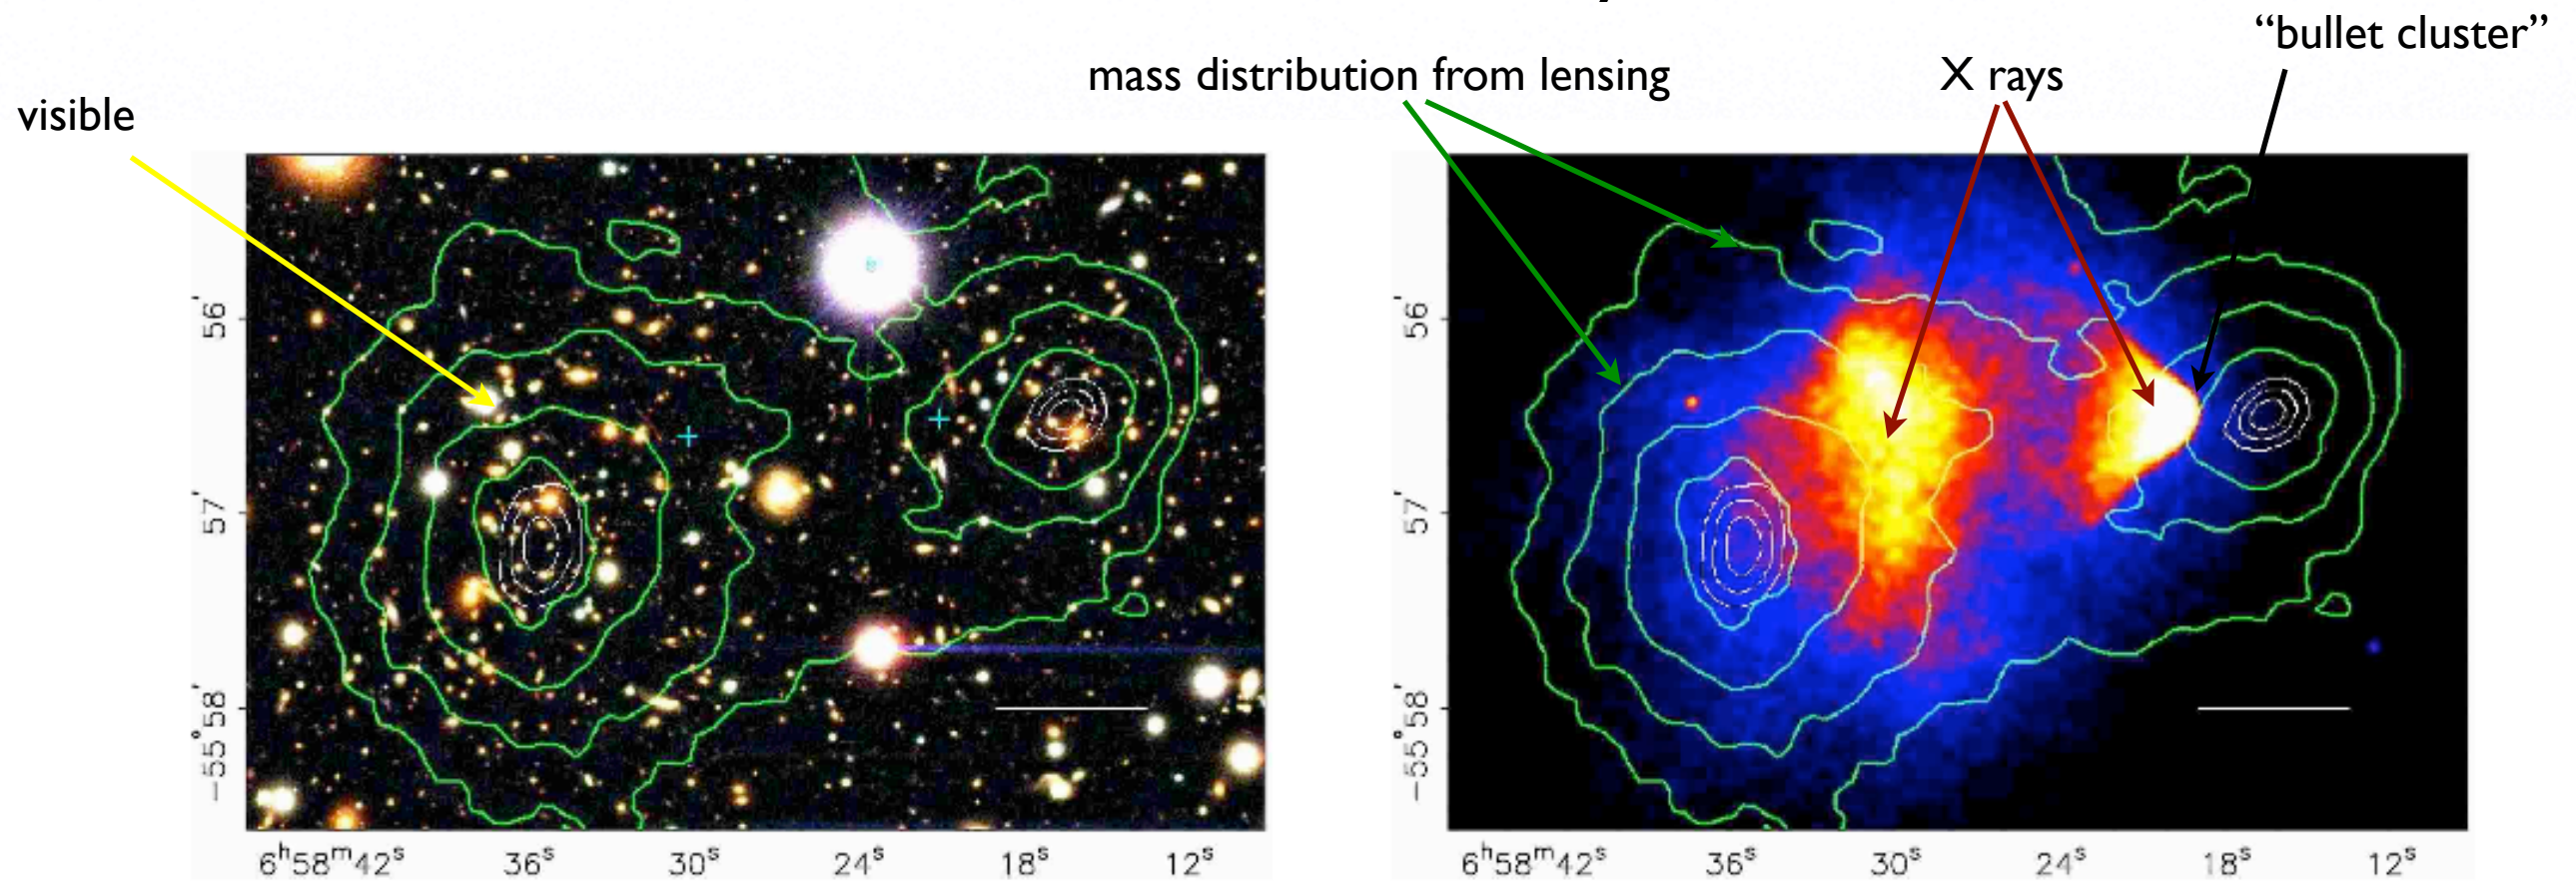 “bullet cluster”
mass distribution from lensing
X rays
visible
56′
57′
−55°58′
6ʰ58ᵐ42ˢ 36ˢ 30ˢ 24ˢ 18ˢ 12ˢ
56′
57′
−55°58′
6ʰ58ᵐ42ˢ 36ˢ 30ˢ 24ˢ 18ˢ 12ˢ